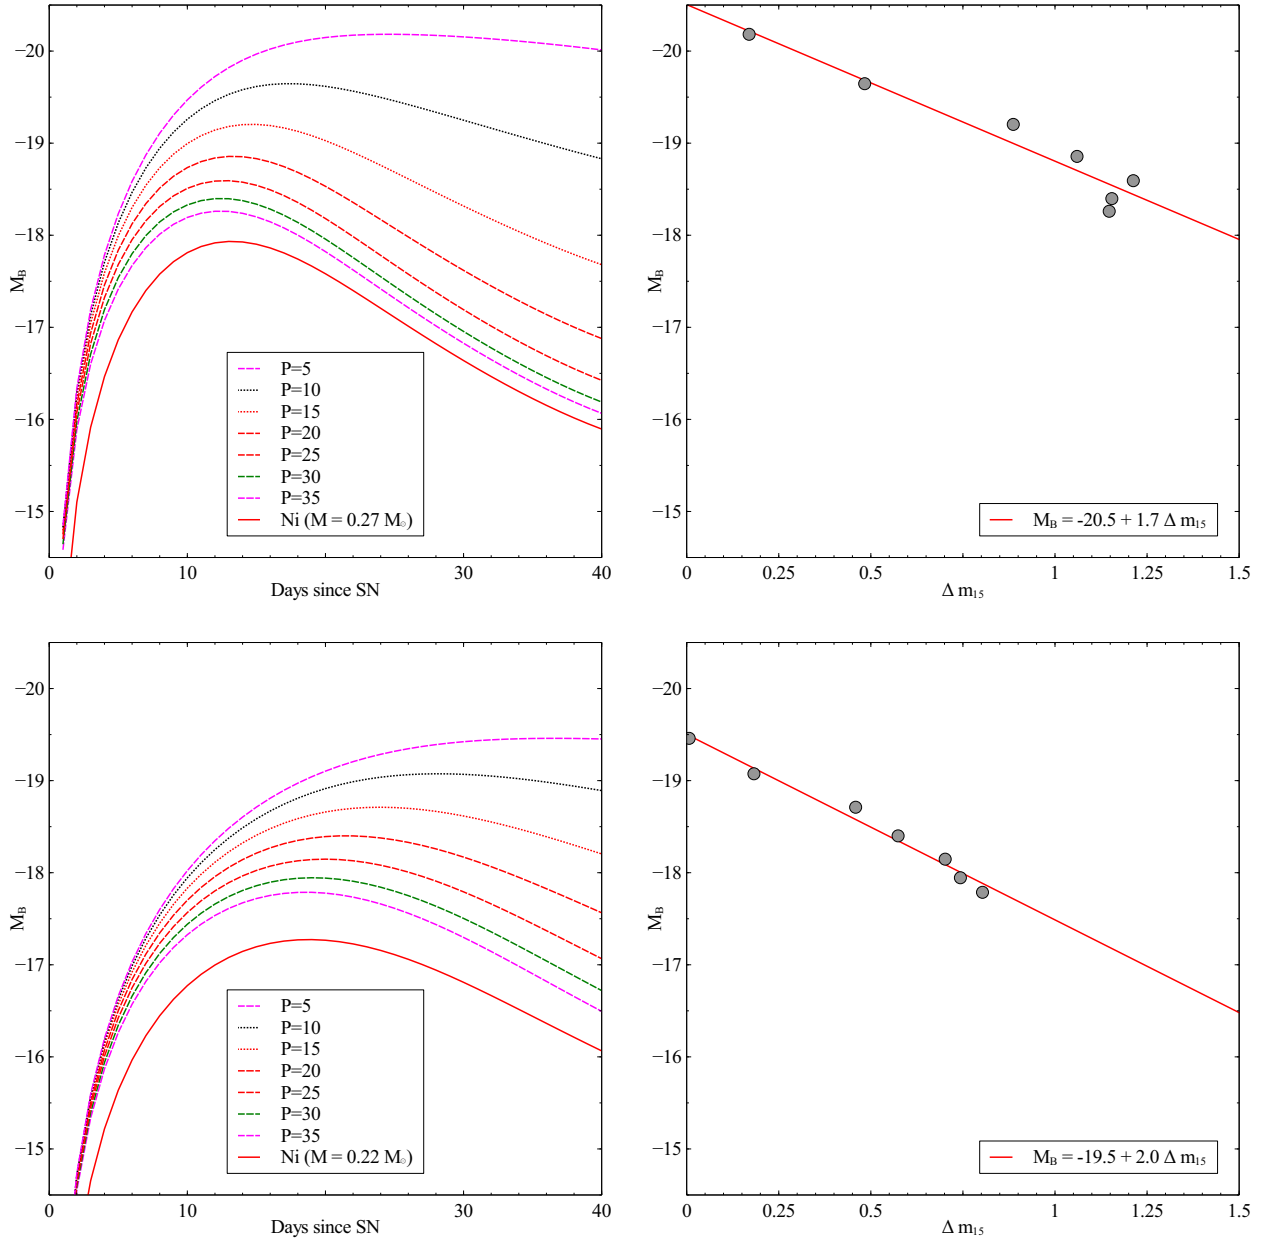 −20
−19
−18
−17
−16
−15
M_B
0
10
30
40
Days since SN
P=5
P=10
P=15
P=20
P=25
P=30
P=35
Ni (M = 0.27 M☉)
−20
−19
−18
−17
−16
−15
M_B
0
0.25
0.5
1
1.25
1.5
Δ m₁₅
M_B = -20.5 + 1.7 Δ m₁₅
−20
−19
−18
−17
−16
−15
M_B
0
10
30
40
Days since SN
P=5
P=10
P=15
P=20
P=25
P=30
P=35
Ni (M = 0.22 M☉)
−20
−19
−18
−17
−16
−15
M_B
0
0.25
0.5
1
1.25
1.5
Δ m₁₅
M_B = -19.5 + 2.0 Δ m₁₅